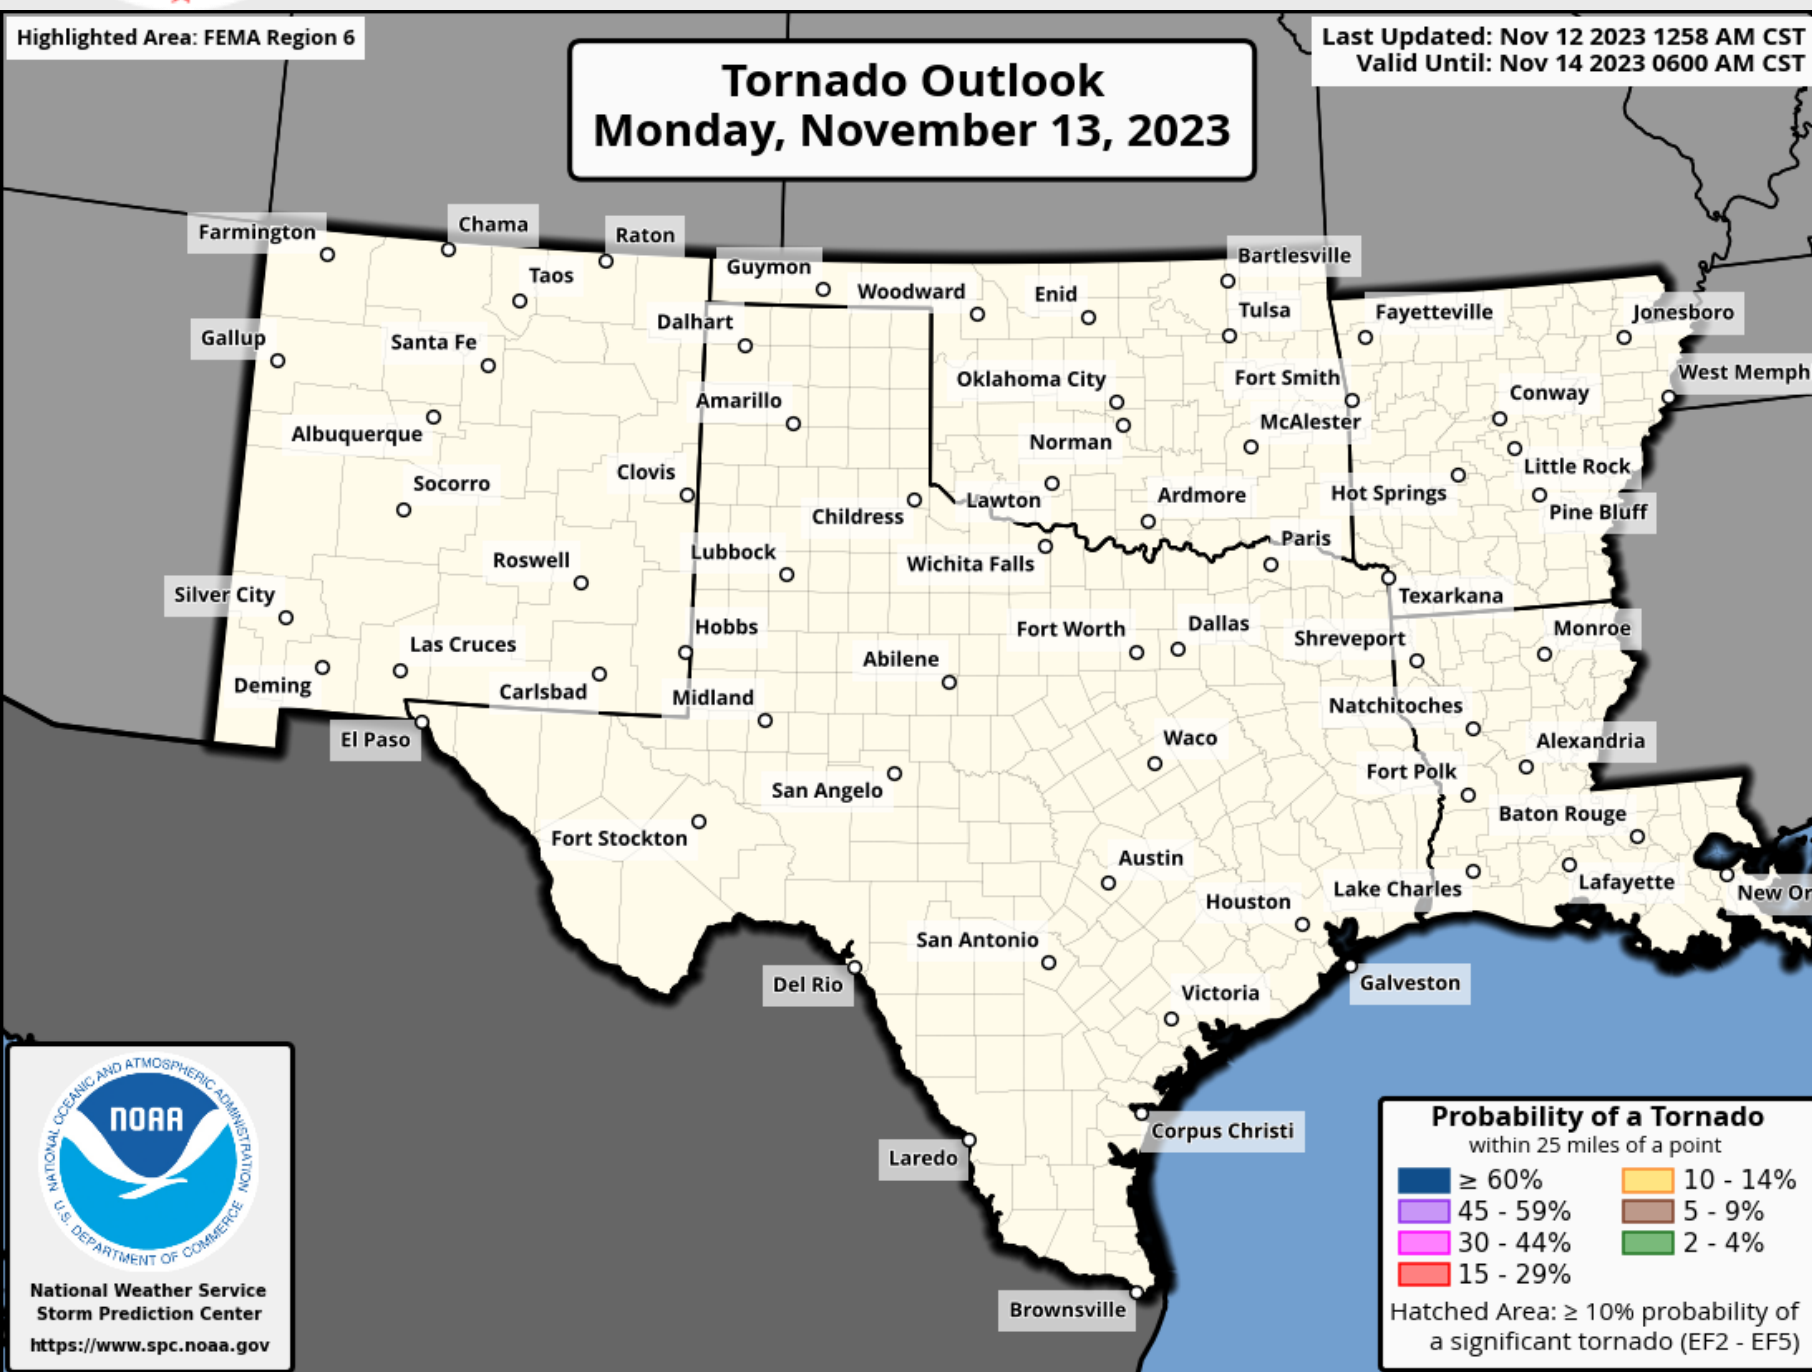 Highlighted Area: FEMA Region 6
Tornado Outlook
Monday, November 13, 2023
Last Updated: Nov 12 2023 1258 AM CST
Valid Until: Nov 14 2023 0600 AM CST
Farmington
Chama
Raton
Taos
Guymon
Woodward
Enid
Bartlesville
Tulsa
Fayetteville
Jonesboro
Gallup
Santa Fe
Dalhart
Oklahoma City
Fort Smith
West Memph
Conway
Amarillo
Albuquerque
Norman
McAlester
Little Rock
Socorro
Clovis
Childress
Lawton
Ardmore
Hot Springs
Pine Bluff
Roswell
Lubbock
Wichita Falls
Paris
Silver City
Texarkana
Las Cruces
Hobbs
Fort Worth
Dallas
Shreveport
Monroe
Deming
Carlsbad
Midland
Abilene
Natchitoches
El Paso
Waco
Alexandria
San Angelo
Fort Polk
Fort Stockton
Baton Rouge
Austin
Lake Charles
Lafayette
New Or
Houston
San Antonio
Del Rio
Victoria
Galveston
Corpus Christi
Laredo
Brownsville
NATIONAL OCEANIC AND ATMOSPHERIC ADMINISTRATION
NOAA
U.S. DEPARTMENT OF COMMERCE
National Weather Service
Storm Prediction Center
https://www.spc.noaa.gov
Probability of a Tornado
within 25 miles of a point
≥ 60%
45 - 59%
30 - 44%
15 - 29%
10 - 14%
5 - 9%
2 - 4%
Hatched Area: ≥ 10% probability of
a significant tornado (EF2 - EF5)